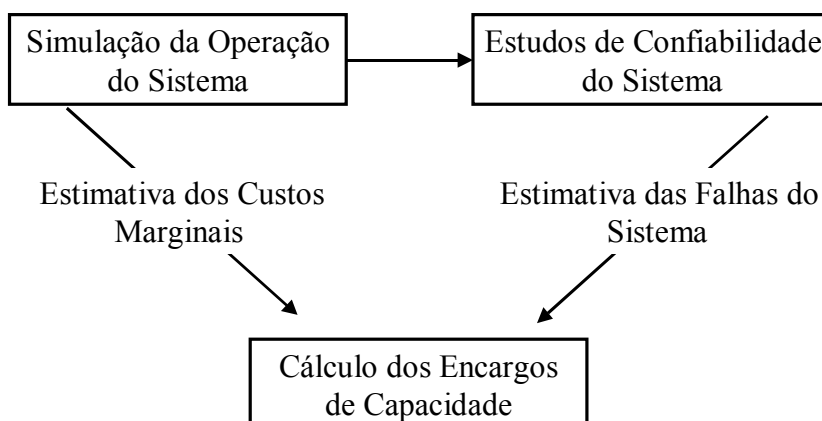 Simulação da Operação
do Sistema
Estudos de Confiabilidade
do Sistema
Estimativa dos Custos
Marginais
Estimativa das Falhas do
Sistema
Cálculo dos Encargos
de Capacidade